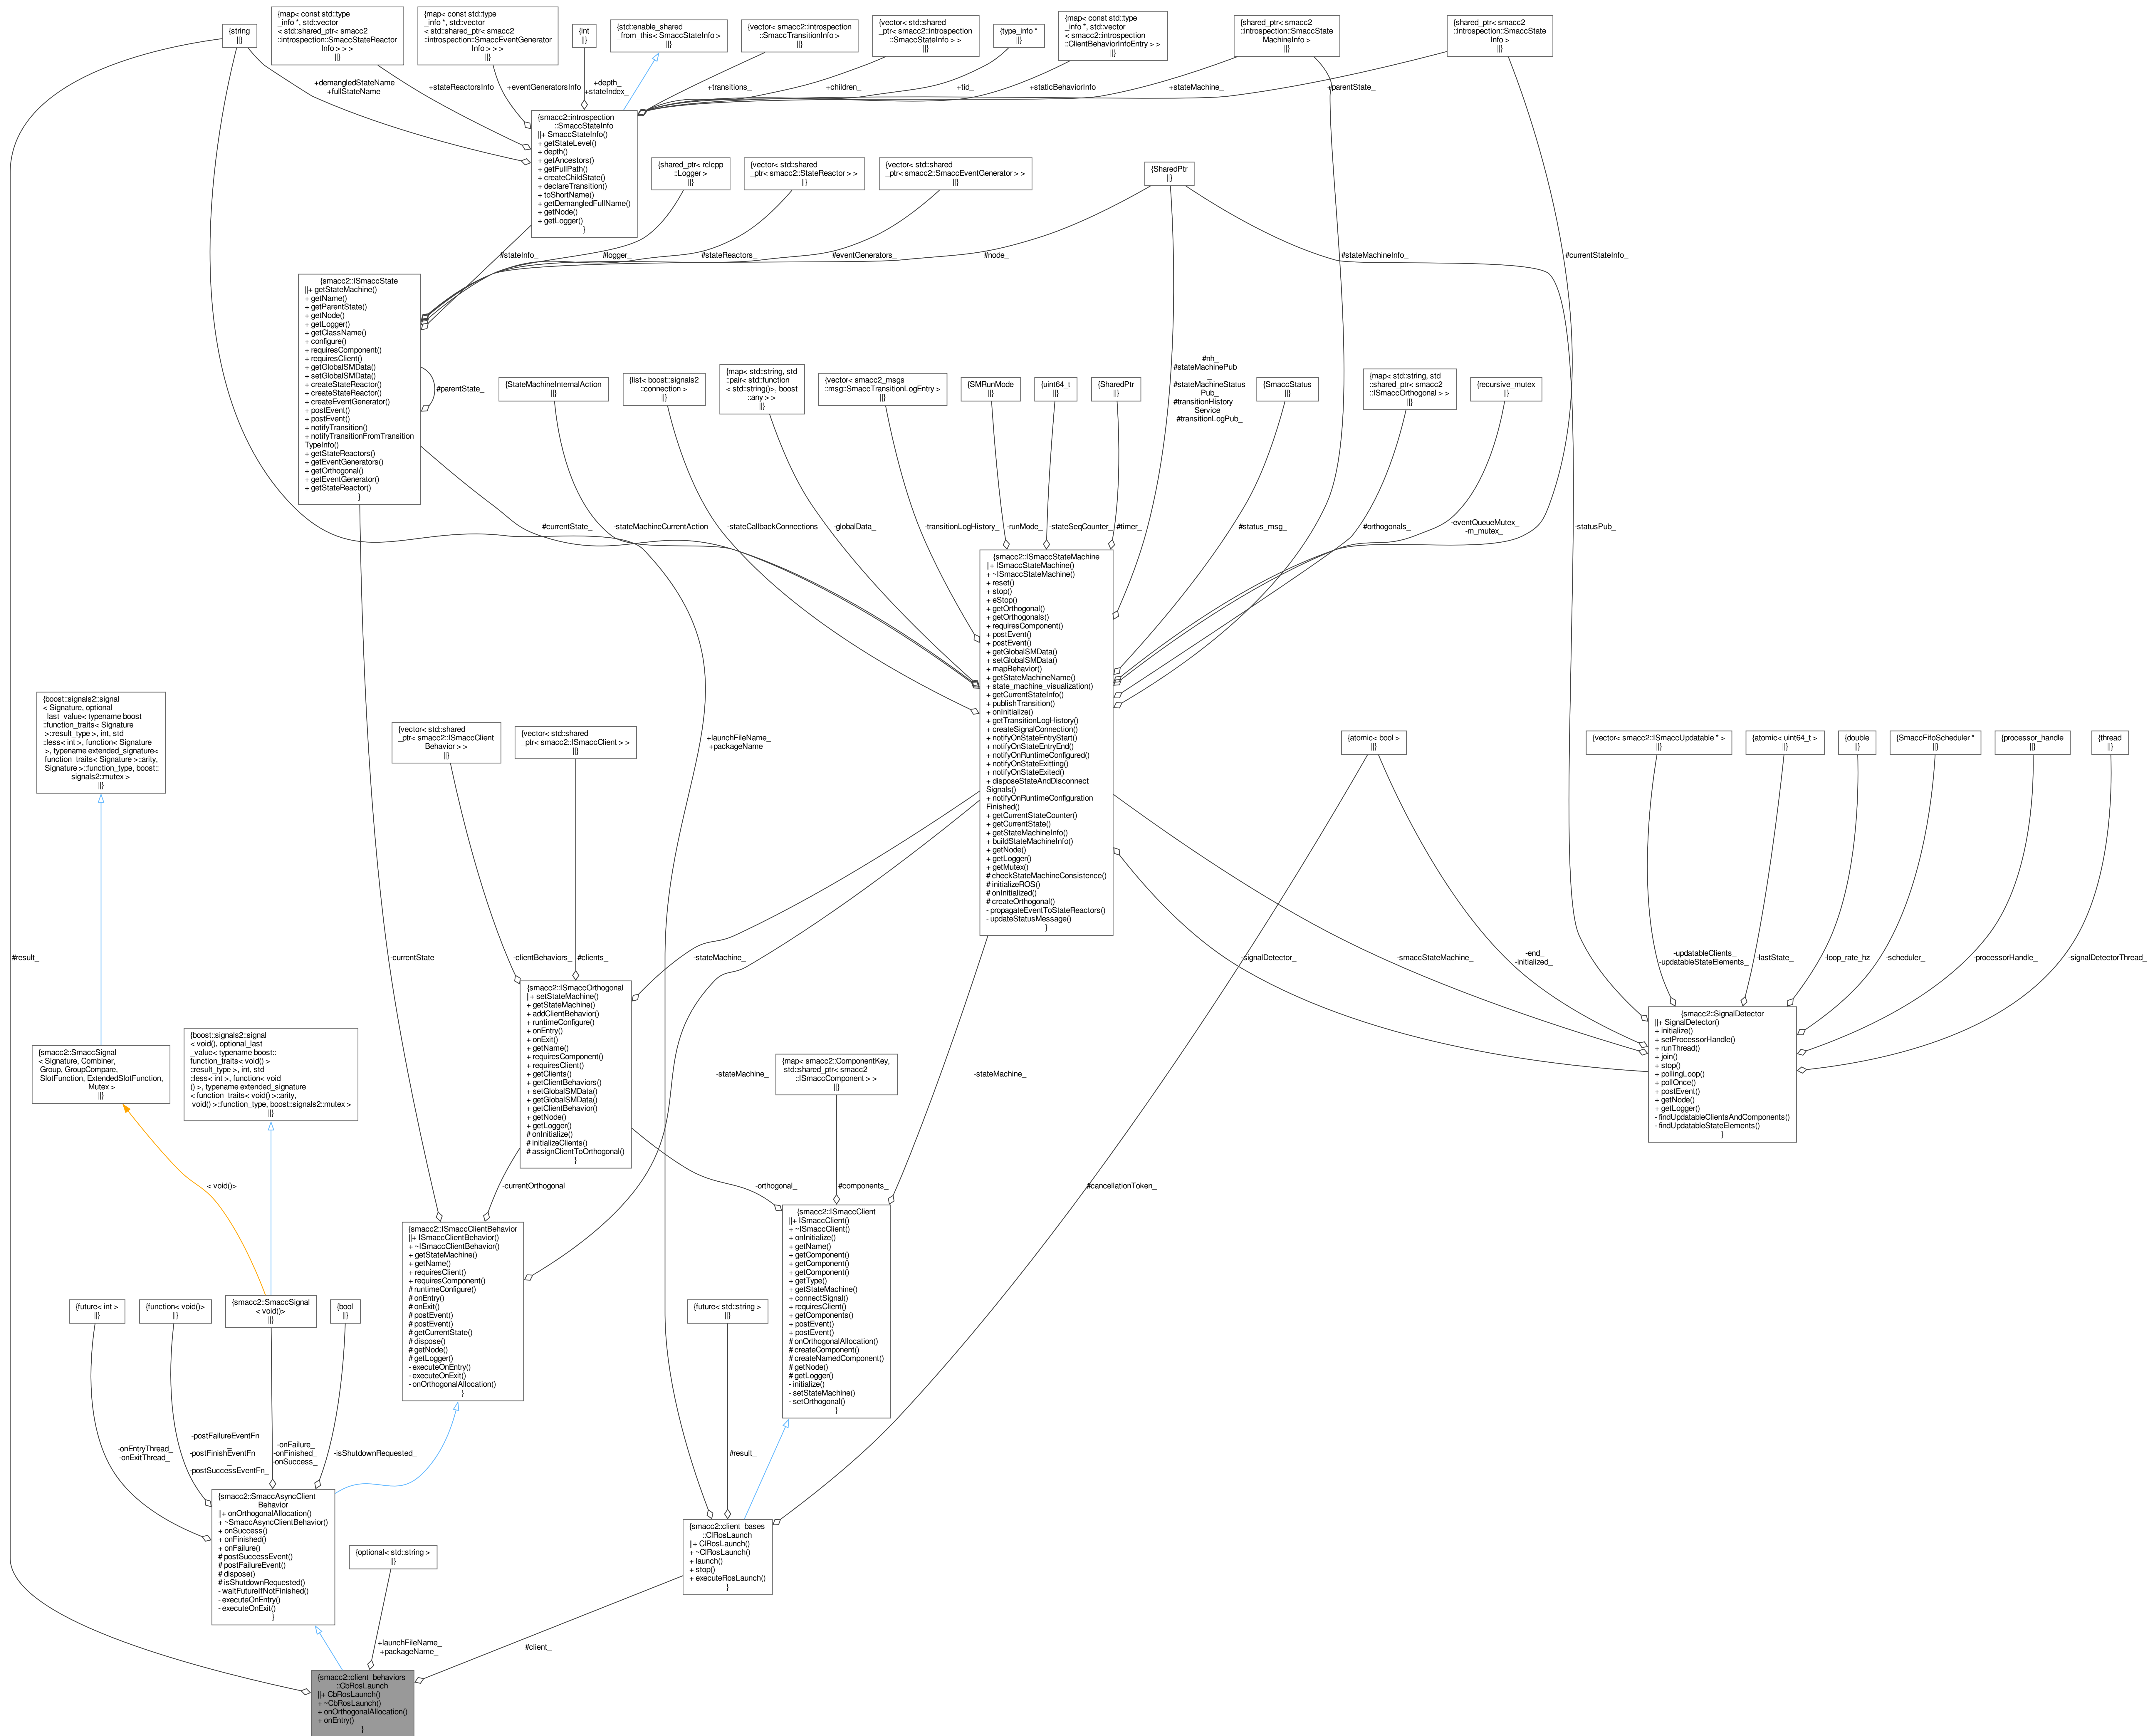 {string
||}
{map< const std::type
_info *, std::vector
< std::shared_ptr< smacc2
::introspection::SmaccStateReactor
Info > > >
||}
{map< const std::type
_info *, std::vector
< std::shared_ptr< smacc2
::introspection::SmaccEventGenerator
Info > > >
||}
{int
||}
{std::enable_shared
_from_this< SmaccStateInfo >
||}
{vector< smacc2::introspection
::SmaccTransitionInfo >
||}
{vector< std::shared
_ptr< smacc2::introspection
::SmaccStateInfo > >
||}
{type_info *
||}
{map< const std::type
_info *, std::vector
< smacc2::introspection
::ClientBehaviorInfoEntry > >
||}
{shared_ptr< smacc2
::introspection::SmaccState
MachineInfo >
||}
{shared_ptr< smacc2
::introspection::SmaccState
Info >
||}
+demangledStateName
+fullStateName
+stateReactorsInfo
+eventGeneratorsInfo
+depth_
+stateIndex_
+transitions_
+children_
+tid_
+staticBehaviorInfo
+stateMachine_
+parentState_
{smacc2::introspection
::SmaccStateInfo
||+ SmaccStateInfo()
+ getStateLevel()
+ depth()
+ getAncestors()
+ getFullPath()
+ createChildState()
+ declareTransition()
+ toShortName()
+ getDemangledFullName()
+ getNode()
+ getLogger()
}
{shared_ptr< rclcpp
::Logger >
||}
{vector< std::shared
_ptr< smacc2::StateReactor > >
||}
{vector< std::shared
_ptr< smacc2::SmaccEventGenerator > >
||}
{SharedPtr
||}
#stateInfo_
#logger_
#stateReactors_
#eventGenerators_
#node_
#stateMachineInfo_
#currentStateInfo_
{smacc2::ISmaccState
||+ getStateMachine()
+ getName()
+ getParentState()
+ getNode()
+ getLogger()
+ getClassName()
+ configure()
+ requiresComponent()
+ requiresClient()
+ getGlobalSMData()
+ setGlobalSMData()
+ createStateReactor()
+ createStateReactor()
+ createEventGenerator()
+ postEvent()
+ postEvent()
+ notifyTransition()
+ notifyTransitionFromTransition
TypeInfo()
+ getStateReactors()
+ getEventGenerators()
+ getOrthogonal()
+ getEventGenerator()
+ getStateReactor()
}
#parentState_
{StateMachineInternalAction
||}
{list< boost::signals2
::connection >
||}
{map< std::string, std
::pair< std::function
< std::string()>, boost
::any > >
||}
{vector< smacc2_msgs
::msg::SmaccTransitionLogEntry >
||}
{SMRunMode
||}
{uint64_t
||}
{SharedPtr
||}
#nh_
#stateMachinePub
_
#stateMachineStatus
Pub_
#transitionHistory
Service_
#transitionLogPub_
{SmaccStatus
||}
{map< std::string, std
::shared_ptr< smacc2
::ISmaccOrthogonal > >
||}
{recursive_mutex
||}
#currentState_
-stateMachineCurrentAction
-stateCallbackConnections
-globalData_
-transitionLogHistory_
-runMode_
-stateSeqCounter_
#timer_
#status_msg_
#orthogonals_
-eventQueueMutex_
-m_mutex_
-statusPub_
{smacc2::ISmaccStateMachine
||+ ISmaccStateMachine()
+ ~ISmaccStateMachine()
+ reset()
+ stop()
+ eStop()
+ getOrthogonal()
+ getOrthogonals()
+ requiresComponent()
+ postEvent()
+ postEvent()
+ getGlobalSMData()
+ setGlobalSMData()
+ mapBehavior()
+ getStateMachineName()
+ state_machine_visualization()
+ getCurrentStateInfo()
+ publishTransition()
+ onInitialize()
+ getTransitionLogHistory()
+ createSignalConnection()
+ notifyOnStateEntryStart()
+ notifyOnStateEntryEnd()
+ notifyOnRuntimeConfigured()
+ notifyOnStateExitting()
+ notifyOnStateExited()
+ disposeStateAndDisconnect
Signals()
+ notifyOnRuntimeConfiguration
Finished()
+ getCurrentStateCounter()
+ getCurrentState()
+ getStateMachineInfo()
+ buildStateMachineInfo()
+ getNode()
+ getLogger()
+ getMutex()
# checkStateMachineConsistence()
# initializeROS()
# onInitialized()
# createOrthogonal()
- propagateEventToStateReactors()
- updateStatusMessage()
}
{boost::signals2::signal
< Signature, optional
_last_value< typename boost
::function_traits< Signature
>::result_type >, int, std
::less< int >, function< Signature
>, typename extended_signature<
function_traits< Signature >::arity,
Signature >::function_type, boost::
signals2::mutex >
||}
{vector< std::shared
_ptr< smacc2::ISmaccClient
Behavior > >
||}
{vector< std::shared
_ptr< smacc2::ISmaccClient > >
||}
+launchFileName_
+packageName_
{atomic< bool >
||}
{vector< smacc2::ISmaccUpdatable * >
||}
{atomic< uint64_t >
||}
{double
||}
{SmaccFifoScheduler *
||}
{processor_handle
||}
{thread
||}
#result_
-currentState
-clientBehaviors_
#clients_
-stateMachine_
-signalDetector_
-smaccStateMachine_
-end_
-initialized_
-updatableClients_
-updatableStateElements_
-lastState_
-loop_rate_hz
-scheduler_
-processorHandle_
-signalDetectorThread_
{smacc2::ISmaccOrthogonal
||+ setStateMachine()
+ getStateMachine()
+ addClientBehavior()
+ runtimeConfigure()
+ onEntry()
+ onExit()
+ getName()
+ requiresComponent()
+ requiresClient()
+ getClients()
+ getClientBehaviors()
+ setGlobalSMData()
+ getGlobalSMData()
+ getClientBehavior()
+ getNode()
+ getLogger()
# onInitialize()
# initializeClients()
# assignClientToOrthogonal()
}
{smacc2::SignalDetector
||+ SignalDetector()
+ initialize()
+ setProcessorHandle()
+ runThread()
+ join()
+ stop()
+ pollingLoop()
+ pollOnce()
+ postEvent()
+ getNode()
+ getLogger()
- findUpdatableClientsAndComponents()
- findUpdatableStateElements()
}
{smacc2::SmaccSignal
< Signature, Combiner,
Group, GroupCompare,
SlotFunction, ExtendedSlotFunction,
Mutex >
||}
{boost::signals2::signal
< void(), optional_last
_value< typename boost::
function_traits< void() >
::result_type >, int, std
::less< int >, function< void
() >, typename extended_signature
< function_traits< void() >::arity,
void() >::function_type, boost::signals2::mutex >
||}
{map< smacc2::ComponentKey,
std::shared_ptr< smacc2
::ISmaccComponent > >
||}
-stateMachine_
-stateMachine_
< void()>
-currentOrthogonal
-orthogonal_
#components_
#cancellationToken_
{smacc2::ISmaccClientBehavior
||+ ISmaccClientBehavior()
+ ~ISmaccClientBehavior()
+ getStateMachine()
+ getName()
+ requiresClient()
+ requiresComponent()
# runtimeConfigure()
# onEntry()
# onExit()
# postEvent()
# postEvent()
# getCurrentState()
# dispose()
# getNode()
# getLogger()
- executeOnEntry()
- executeOnExit()
- onOrthogonalAllocation()
}
{smacc2::ISmaccClient
||+ ISmaccClient()
+ ~ISmaccClient()
+ onInitialize()
+ getName()
+ getComponent()
+ getComponent()
+ getComponent()
+ getType()
+ getStateMachine()
+ connectSignal()
+ requiresClient()
+ getComponents()
+ postEvent()
+ postEvent()
# onOrthogonalAllocation()
# createComponent()
# createNamedComponent()
# getNode()
# getLogger()
- initialize()
- setStateMachine()
- setOrthogonal()
}
{future< int >
||}
{function< void()>
||}
{smacc2::SmaccSignal
< void()>
||}
{bool
||}
{future< std::string >
||}
-onEntryThread_
-onExitThread_
-postFailureEventFn
_
-postFinishEventFn
_
-postSuccessEventFn_
-onFailure_
-onFinished_
-onSuccess_
-isShutdownRequested_
#result_
{smacc2::SmaccAsyncClient
Behavior
||+ onOrthogonalAllocation()
+ ~SmaccAsyncClientBehavior()
+ onSuccess()
+ onFinished()
+ onFailure()
# postSuccessEvent()
# postFailureEvent()
# dispose()
# isShutdownRequested()
- waitFutureIfNotFinished()
- executeOnEntry()
- executeOnExit()
}
{optional< std::string >
||}
{smacc2::client_bases
::ClRosLaunch
||+ ClRosLaunch()
+ ~ClRosLaunch()
+ launch()
+ stop()
+ executeRosLaunch()
}
+launchFileName_
+packageName_
#client_
{smacc2::client_behaviors
::CbRosLaunch
||+ CbRosLaunch()
+ ~CbRosLaunch()
+ onOrthogonalAllocation()
+ onEntry()
}